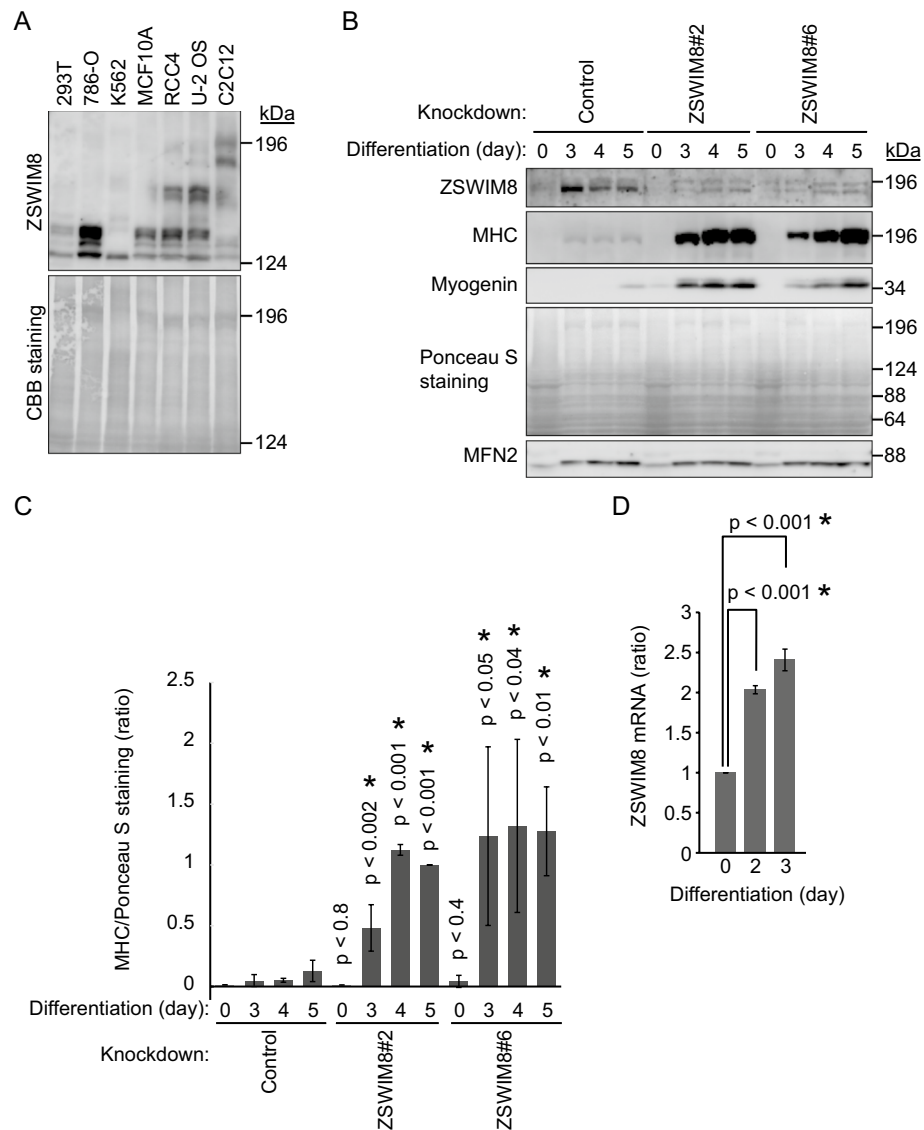 A
293T
786-O
K562
MCF10A
RCC4
U-2 OS
C2C12
kDa
ZSWIM8
196
124
CBB staining
196
124
B
Knockdown:
Control
ZSWIM8#2
ZSWIM8#6
Differentiation (day): 0 3 4 5 0 3 4 5 0 3 4 5 kDa
ZSWIM8 196
MHC 196
Myogenin 34
Ponceau S
staining
196
124
88
64
MFN2 88
C
MHC/Ponceau S staining (ratio)
2.5
2
1.5
1
0.5
0
p < 0.8
p < 0.002 *
p < 0.001 *
p < 0.001 *
p < 0.4
p < 0.05 *
p < 0.04 *
p < 0.01 *
Differentiation (day): 0 3 4 5 0 3 4 5 0 3 4 5
Knockdown:
Control
ZSWIM8#2
ZSWIM8#6
D
p < 0.001 *
p < 0.001 *
ZSWIM8 mRNA (ratio)
3
2.5
2
1.5
1
0.5
0
0 2 3
Differentiation (day)